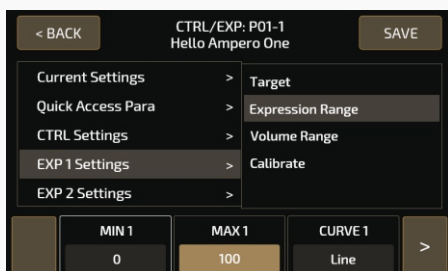 < BACK
CTRL/EXP: P01-1
Hello Ampero One
SAVE
Current Settings >
Quick Access Para >
CTRL Settings >
EXP 1 Settings >
EXP 2 Settings >
Target
Expression Range
Volume Range
Calibrate
MIN 1
MAX 1
CURVE 1
>
0
100
Line